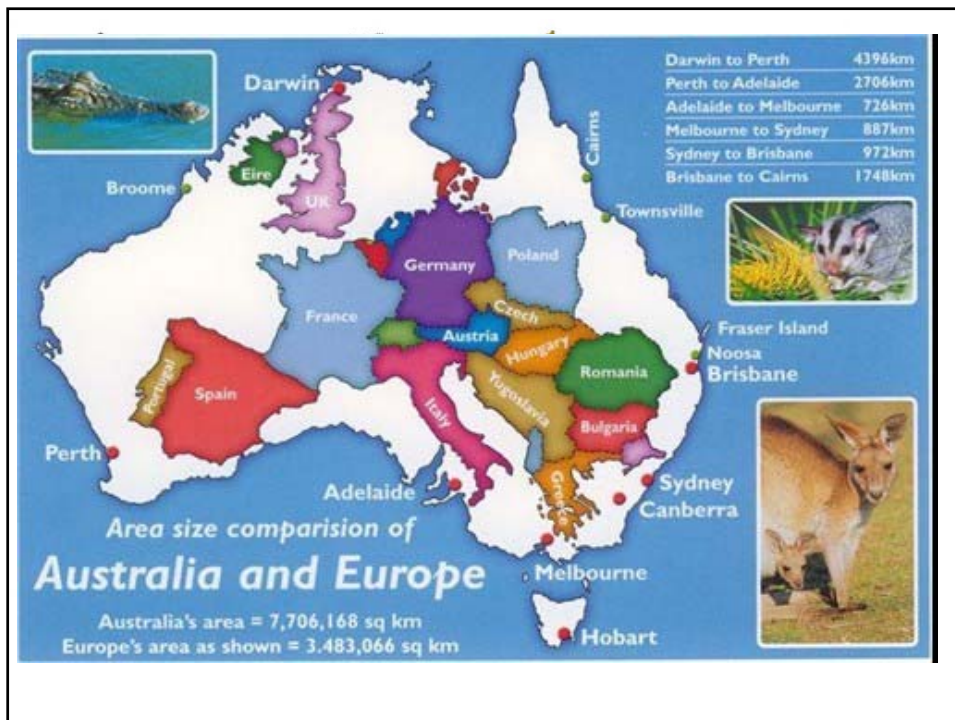 Darwin to Perth 4396km
Perth to Adelaide 2706km
Adelaide to Melbourne 726km
Melbourne to Sydney 887km
Sydney to Brisbane 972km
Brisbane to Cairns 1748km
Darwin
Cairns
Broome
Eire
UK
Townsville
Germany
Poland
France
Czech
Austria
Hungary
Fraser Island
Noosa
Brisbane
Romania
Portugal
Spain
Italy
Yugoslavia
Bulgaria
Perth
Adelaide
Greece
Sydney
Canberra
Melbourne
Hobart
Area size comparision of
Australia and Europe
Australia's area = 7,706,168 sq km
Europe's area as shown = 3.483,066 sq km